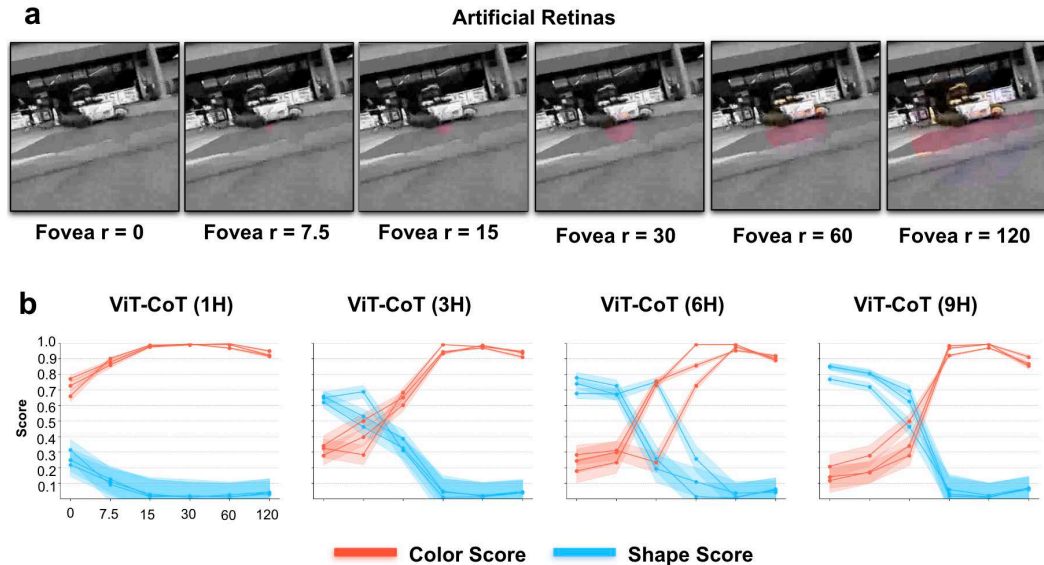 a
Artificial Retinas
Fovea r = 0
Fovea r = 7.5
Fovea r = 15
Fovea r = 30
Fovea r = 60
Fovea r = 120
b
ViT-CoT (1H)
ViT-CoT (3H)
ViT-CoT (6H)
ViT-CoT (9H)
Score
1.0
0.9
0.8
0.7
0.6
0.5
0.4
0.3
0.2
0.1
0 7.5 15 30 60 120
Color Score
Shape Score